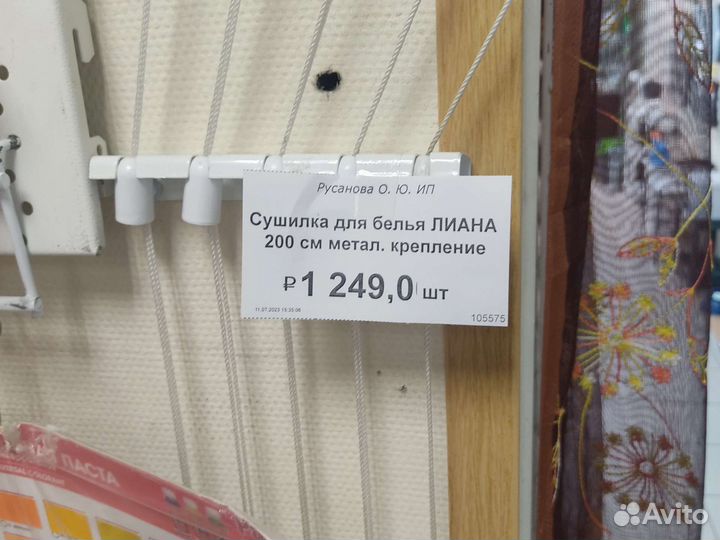 Русанова О. Ю. ИП
Сушилка для белья ЛИАНА
200 см метал. крепление
₽1 249,0 шт
11.07.2023 15:35:06
105575
ПАСТА
Avito